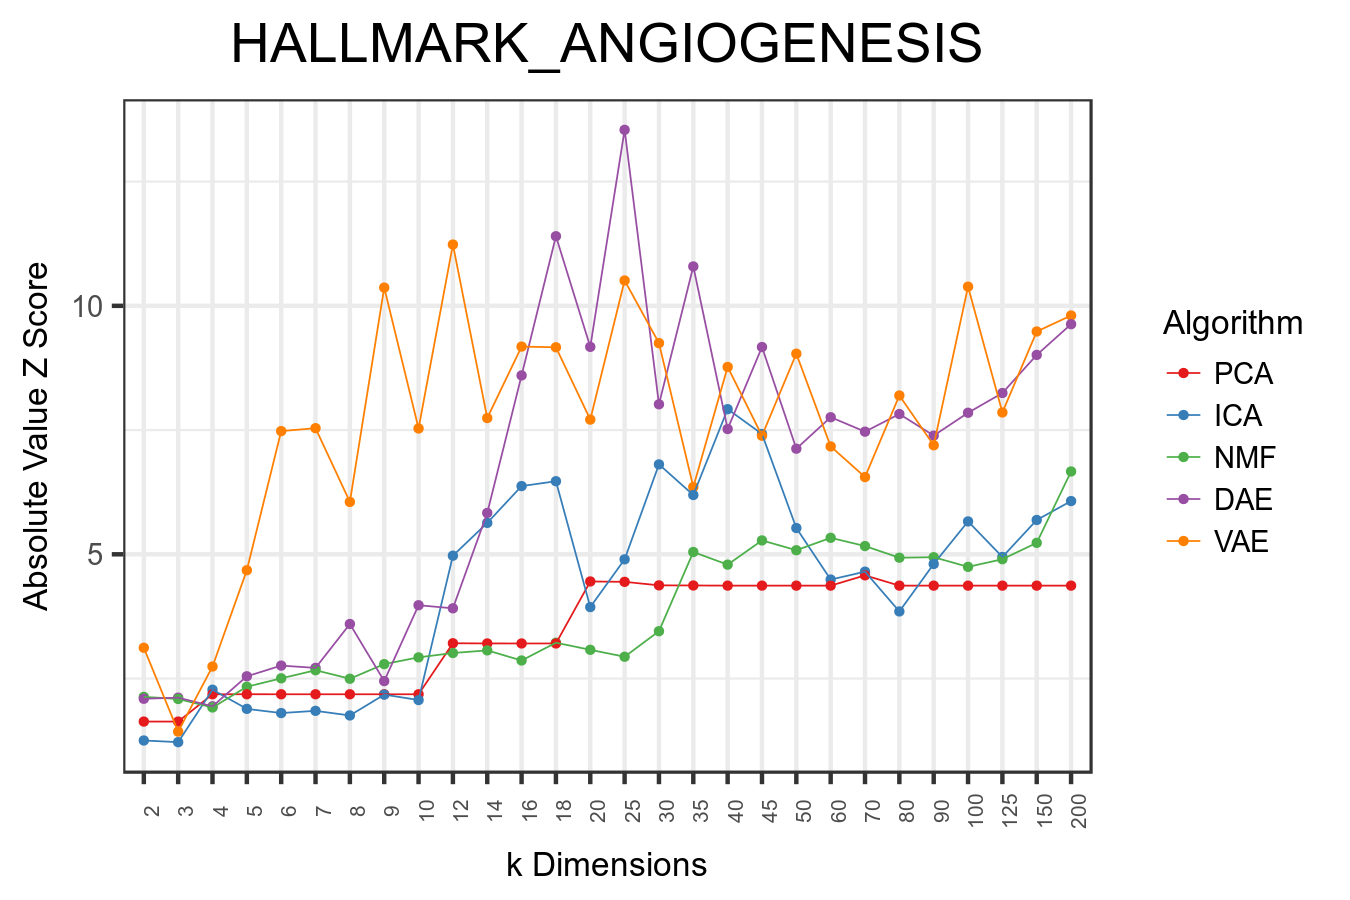 HALLMARK_ANGIOGENESIS
Absolute Value Z Score
10
5
2 3 4 5 6 7 8 9 10 12 14 16 18 20 25 30 35 40 45 50 60 70 80 90 100 125 150 200
k Dimensions
Algorithm
PCA
ICA
NMF
DAE
VAE